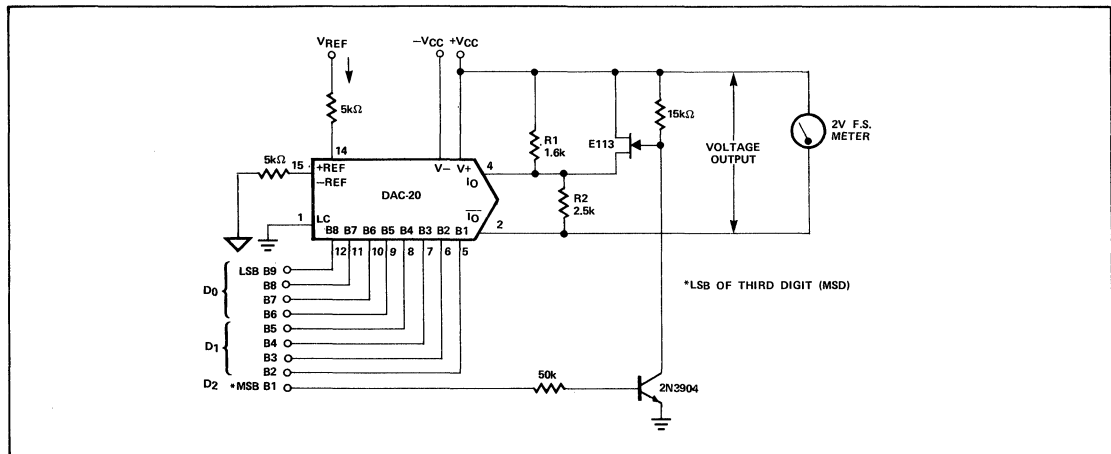 VREF
−VCC +VCC
5kΩ
15kΩ
2V F.S.
METER
R1
1.6k
E113
VOLTAGE
OUTPUT
14
5kΩ
15
+REF
−REF
V− V+
IO
4
DAC-20
R2
2.5k
1
LC
IO
2
B8 B7 B6 B5 B4 B3 B2 B1
12 11 10 9 8 7 6 5
LSB B9
B8
D0
B7
B6
*LSB OF THIRD DIGIT (MSD)
B5
B4
D1
B3
B2
D2 *MSB B1
50k
2N3904